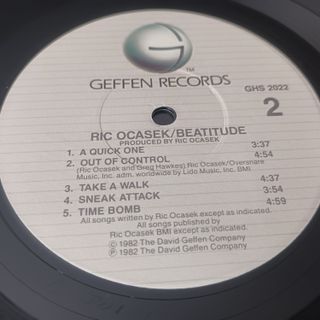 G
GEFFEN RECORDS
GHS 2022
2
RIC OCASEK/BEATITUDE
PRODUCED BY RIC OCASEK
1. A QUICK ONE 3:37
2. OUT OF CONTROL 4:54
(Ric Ocasek and Greg Hawkes) Ric Ocasek/Oversnare
Music, Inc. adm. worldwide by Lido Music, Inc. BMI)
3. TAKE A WALK 4:37
4. SNEAK ATTACK 3:54
5. TIME BOMB 4:59
All songs written by Ric Ocasek except as indicated.
All songs published by
Ric Ocasek BMI except as indicated.
℗ 1982 The David Geffen Company
© 1982 The David Geffen Company